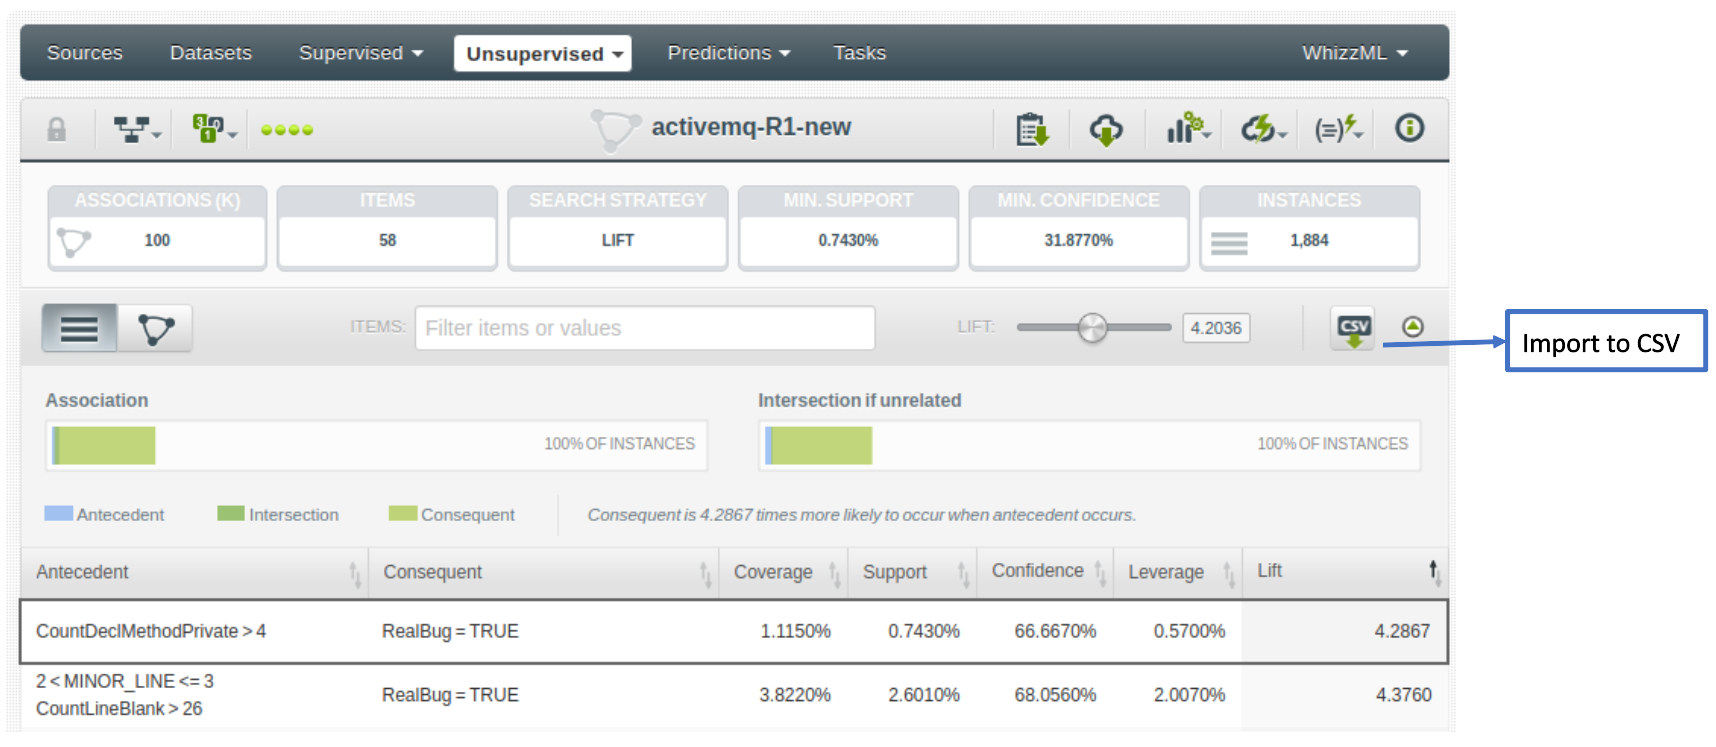 Sources Datasets Supervised Unsupervised Predictions Tasks WhizzML
3 0 1
activemq-R1-new
ASSOCIATIONS (K) ITEMS SEARCH STRATEGY MIN. SUPPORT MIN. CONFIDENCE INSTANCES
100 58 LIFT 0.7430% 31.8770% 1,884
ITEMS: Filter items or values LIFT: 4.2036 CSV
Import to CSV
Association Intersection if unrelated
100% OF INSTANCES 100% OF INSTANCES
Antecedent Intersection Consequent Consequent is 4.2867 times more likely to occur when antecedent occurs.
Antecedent Consequent Coverage Support Confidence Leverage Lift
CountDeclMethodPrivate > 4 RealBug = TRUE 1.1150% 0.7430% 66.6670% 0.5700% 4.2867
2 < MINOR_LINE <= 3
CountLineBlank > 26 RealBug = TRUE 3.8220% 2.6010% 68.0560% 2.0070% 4.3760